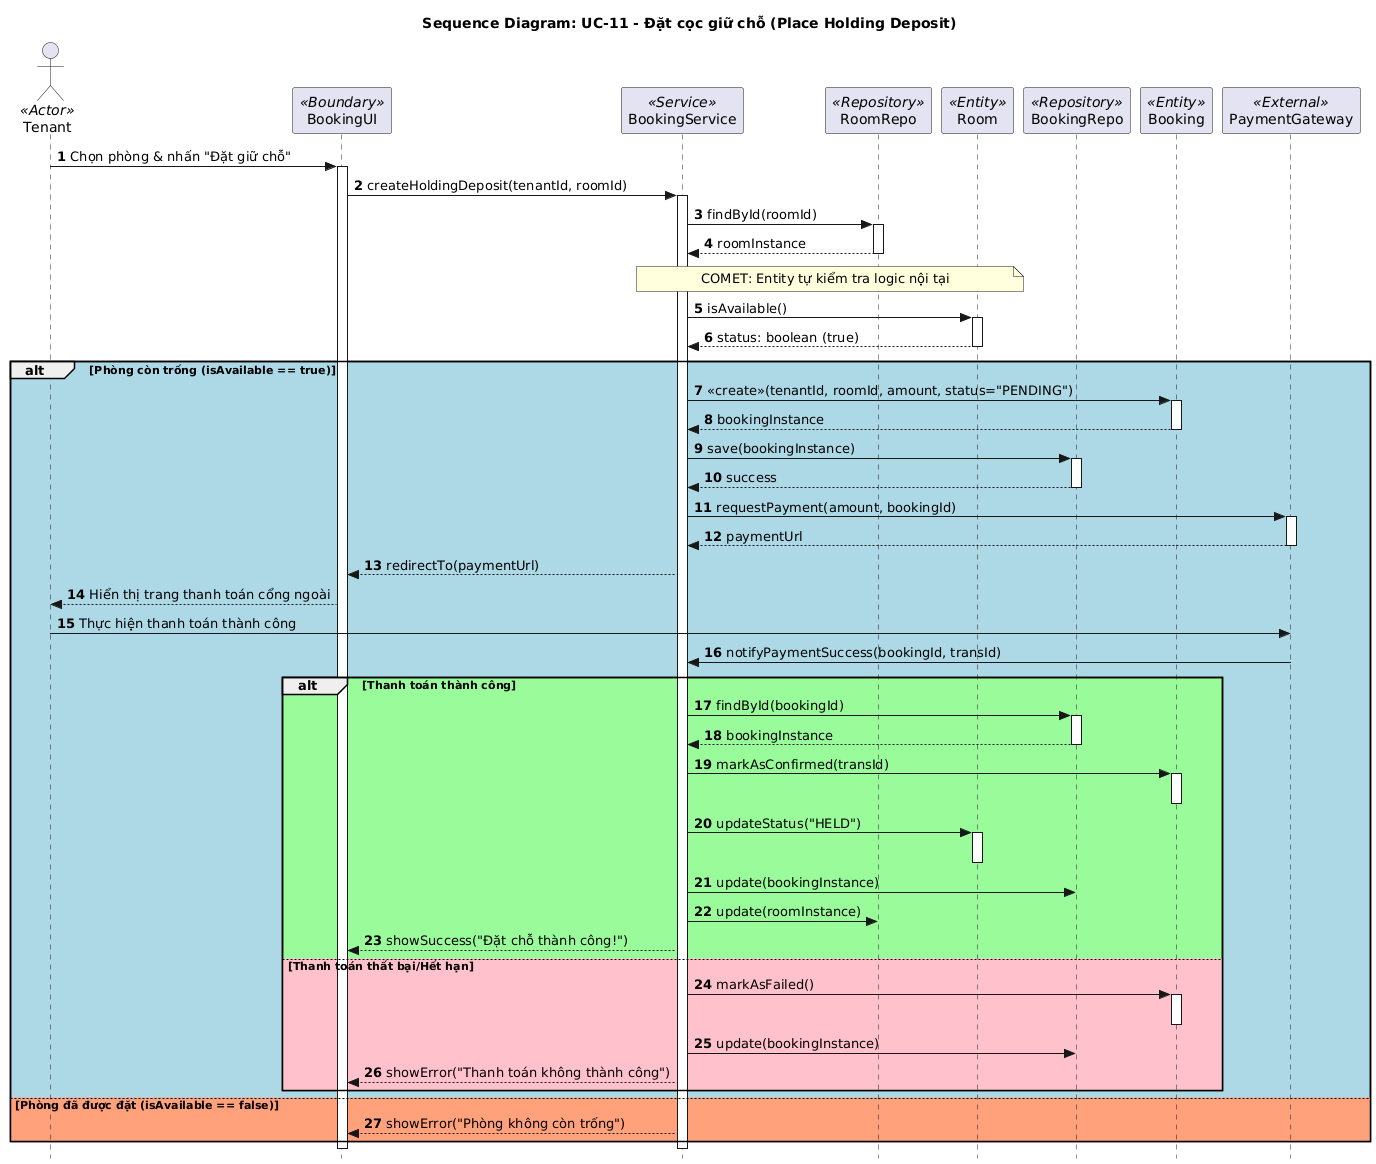 Sequence Diagram: UC-11 - Đặt cọc giữ chỗ (Place Holding Deposit)
«Actor»
Tenant
«Boundary»
BookingUI
«Service»
BookingService
«Repository»
RoomRepo
«Entity»
Room
«Repository»
BookingRepo
«Entity»
Booking
«External»
PaymentGateway
1 Chọn phòng & nhấn "Đặt giữ chỗ"
2 createHoldingDeposit(tenantId, roomId)
3 findById(roomId)
4 roomInstance
COMET: Entity tự kiểm tra logic nội tại
5 isAvailable()
6 status: boolean (true)
alt [Phòng còn trống (isAvailable == true)]
7 «create»(tenantId, roomId, amount, status="PENDING")
8 bookingInstance
9 save(bookingInstance)
10 success
11 requestPayment(amount, bookingId)
12 paymentUrl
13 redirectTo(paymentUrl)
14 Hiển thị trang thanh toán cổng ngoài
15 Thực hiện thanh toán thành công
16 notifyPaymentSuccess(bookingId, transId)
alt [Thanh toán thành công]
17 findById(bookingId)
18 bookingInstance
19 markAsConfirmed(transId)
20 updateStatus("HELD")
21 update(bookingInstance)
22 update(roomInstance)
23 showSuccess("Đặt chỗ thành công!")
[Thanh toán thất bại/Hết hạn]
24 markAsFailed()
25 update(bookingInstance)
26 showError("Thanh toán không thành công")
[Phòng đã được đặt (isAvailable == false)]
27 showError("Phòng không còn trống")